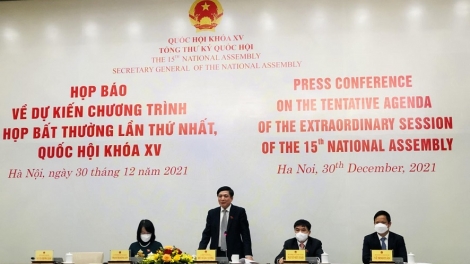 QUỐC HỘI KHÓA XV
TỔNG THƯ KÝ QUỐC HỘI
THE 15TH NATIONAL ASSEMBLY
SECRETARY GENERAL OF THE NATIONAL ASSEMBLY
HỌP BÁO
VỀ DỰ KIẾN CHƯƠNG TRÌNH
HỌP BẤT THƯỜNG LẦN THỨ NHẤT,
QUỐC HỘI KHÓA XV
Hà Nội, ngày 30 tháng 12 năm 2021
PRESS CONFERENCE
ON THE TENTATIVE AGENDA
OF THE EXTRAORDINARY SESSION
OF THE 15th NATIONAL ASSEMBLY
Ha Noi, 30th December, 2021